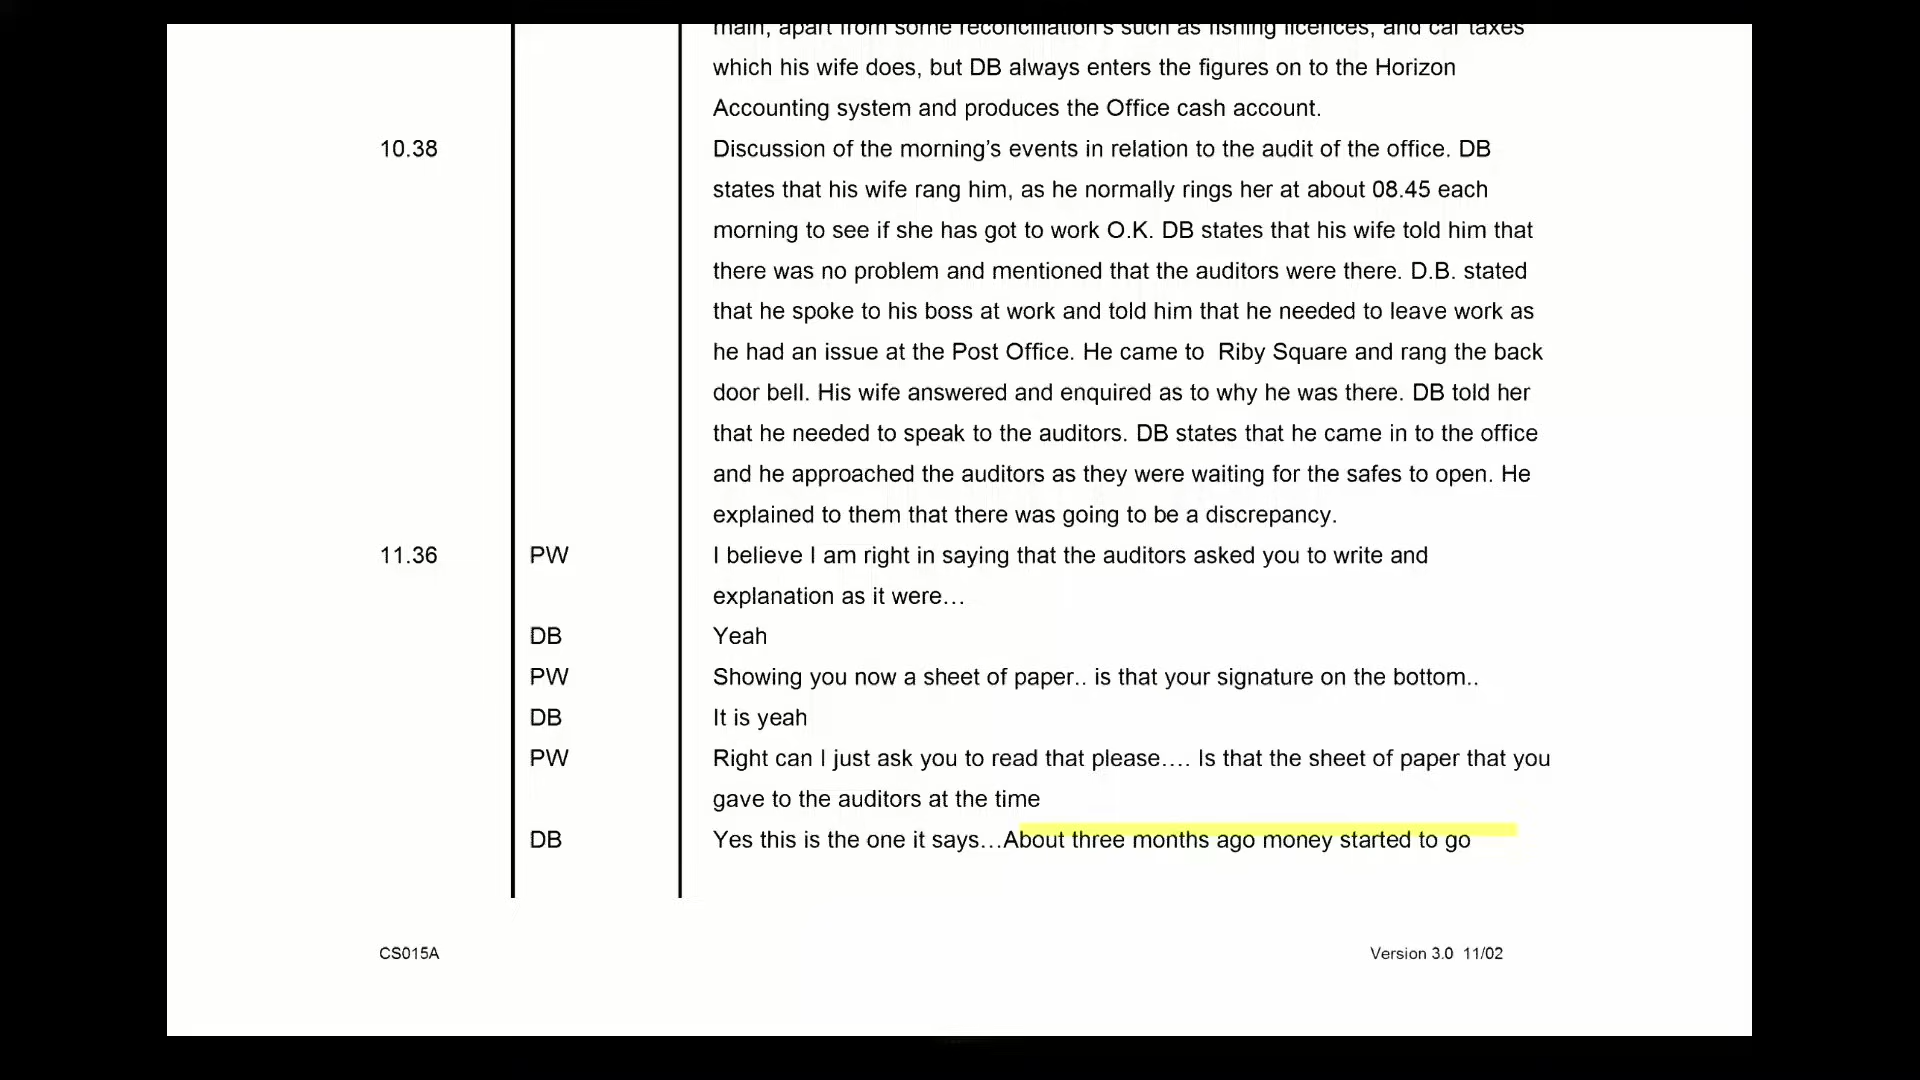 main, apart from some reconciliation's such as fishing licences, and car taxes
which his wife does, but DB always enters the figures on to the Horizon
Accounting system and produces the Office cash account.
10.38 Discussion of the morning's events in relation to the audit of the office. DB
states that his wife rang him, as he normally rings her at about 08.45 each
morning to see if she has got to work O.K. DB states that his wife told him that
there was no problem and mentioned that the auditors were there. D.B. stated
that he spoke to his boss at work and told him that he needed to leave work as
he had an issue at the Post Office. He came to  Riby Square and rang the back
door bell. His wife answered and enquired as to why he was there. DB told her
that he needed to speak to the auditors. DB states that he came in to the office
and he approached the auditors as they were waiting for the safes to open. He
explained to them that there was going to be a discrepancy.
11.36 PW I believe I am right in saying that the auditors asked you to write and
explanation as it were…
DB Yeah
PW Showing you now a sheet of paper.. is that your signature on the bottom..
DB It is yeah
PW Right can I just ask you to read that please…. Is that the sheet of paper that you
gave to the auditors at the time
DB Yes this is the one it says…About three months ago money started to go
CS015A Version 3.0  11/02